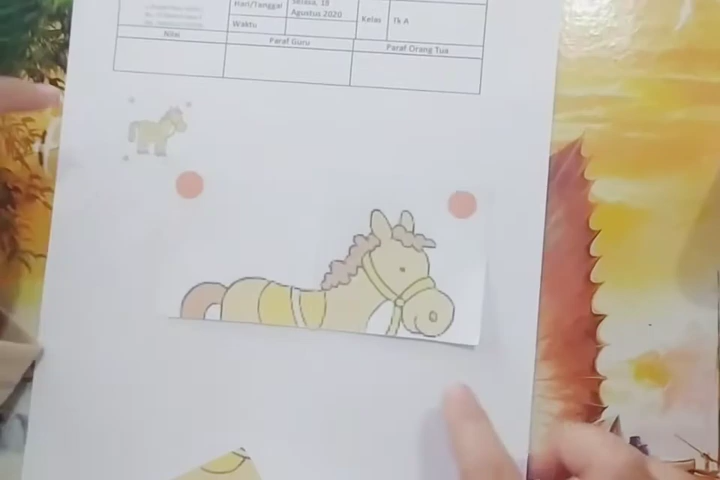 Hari/Tanggal
Selasa, 18
Agustus 2020
Kelas
Tk A
Waktu
Nilai
Paraf Guru
Paraf Orang Tua